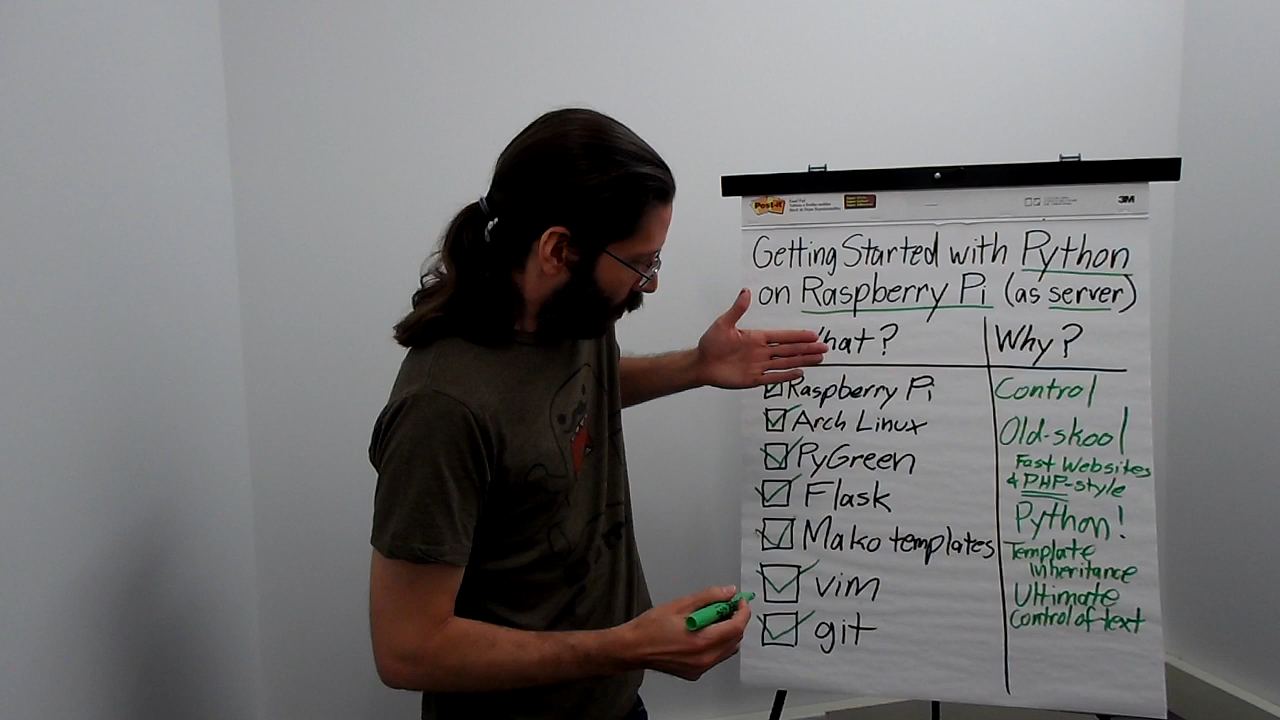 Post-it
3M
Getting Started with Python
on Raspberry Pi (as server)
hat?
Why?
Raspberry Pi
Control
Arch Linux
Old-skool
PyGreen
Fast Websites
& PHP-style
Flask
Python!
Mako templates
Template
inheritance
vim
Ultimate
Control of text
git